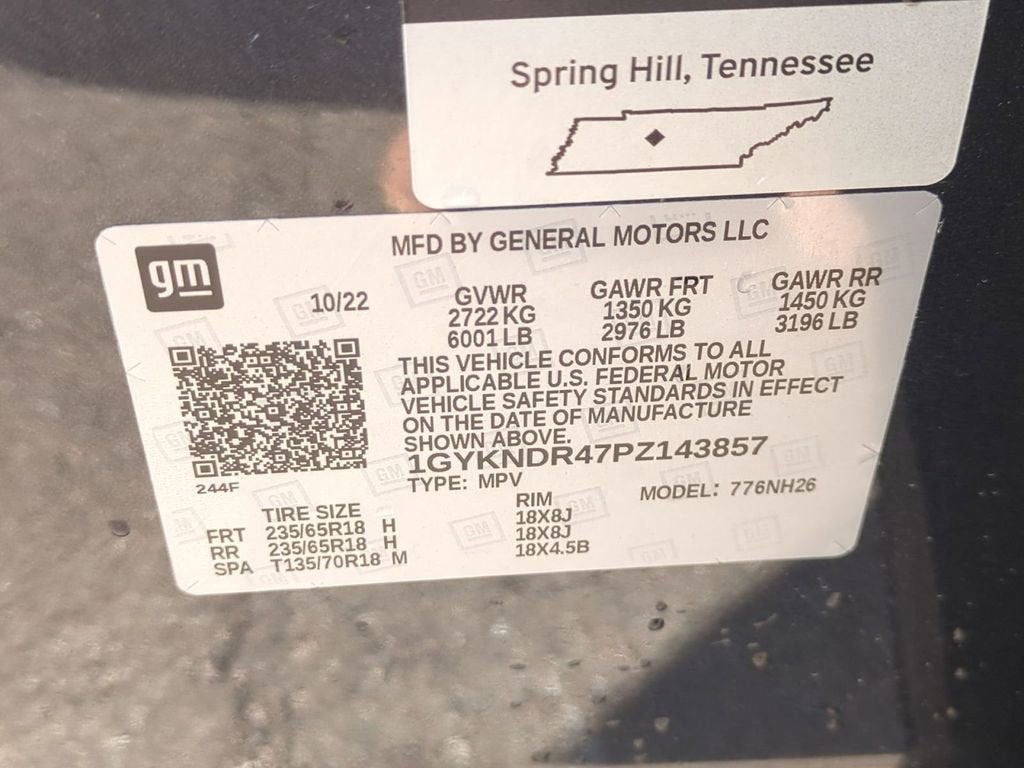 Spring Hill, Tennessee
gm
MFD BY GENERAL MOTORS LLC
10/22
GVWR
2722 KG
6001 LB
GAWR FRT
1350 KG
2976 LB
GAWR RR
1450 KG
3196 LB
THIS VEHICLE CONFORMS TO ALL
APPLICABLE U.S. FEDERAL MOTOR
VEHICLE SAFETY STANDARDS IN EFFECT
ON THE DATE OF MANUFACTURE
SHOWN ABOVE.
1GYKNDR47PZ143857
TYPE: MPV
MODEL: 776NH26
244F
TIRE SIZE
RIM
FRT 235/65R18 H 18X8J
RR 235/65R18 H 18X8J
SPA T135/70R18 M 18X4.5B